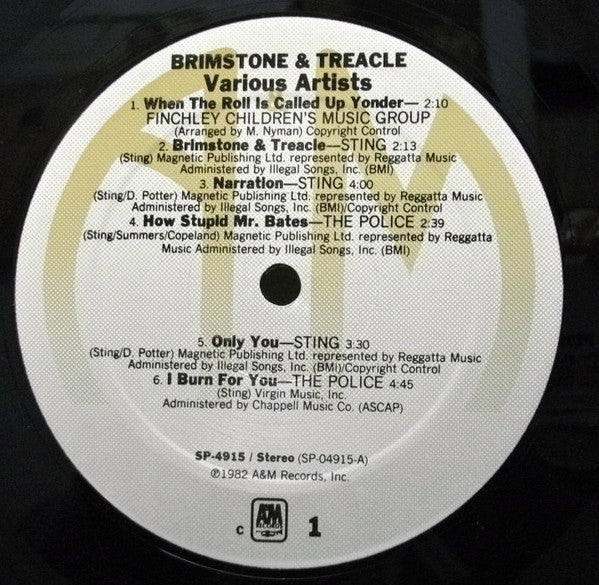 BRIMSTONE & TREACLE
Various Artists
1. When The Roll Is Called Up Yonder— 2:10
FINCHLEY CHILDREN'S MUSIC GROUP
(Arranged by M. Nyman) Copyright Control
2. Brimstone & Treacle—STING 2:13
(Sting) Magnetic Publishing Ltd. represented by Reggatta Music
Administered by Illegal Songs, Inc. (BMI)
3. Narration—STING 4:00
(Sting/D. Potter) Magnetic Publishing Ltd. represented by Reggatta Music
Administered by Illegal Songs, Inc. (BMI)/Copyright Control
4. How Stupid Mr. Bates—THE POLICE 2:39
(Sting/Summers/Copeland) Magnetic Publishing Ltd. represented by Reggatta
Music Administered by Illegal Songs, Inc. (BMI)
5. Only You—STING 3:30
(Sting/D. Potter) Magnetic Publishing Ltd. represented by Reggatta Music
Administered by Illegal Songs, Inc. (BMI)/Copyright Control
6. I Burn For You—THE POLICE 4:45
(Sting) Virgin Music, Inc.
Administered by Chappell Music Co. (ASCAP)
SP-4915 / Stereo (SP-04915-A)
℗1982 A&M Records, Inc.
C A&M RECORDS 1